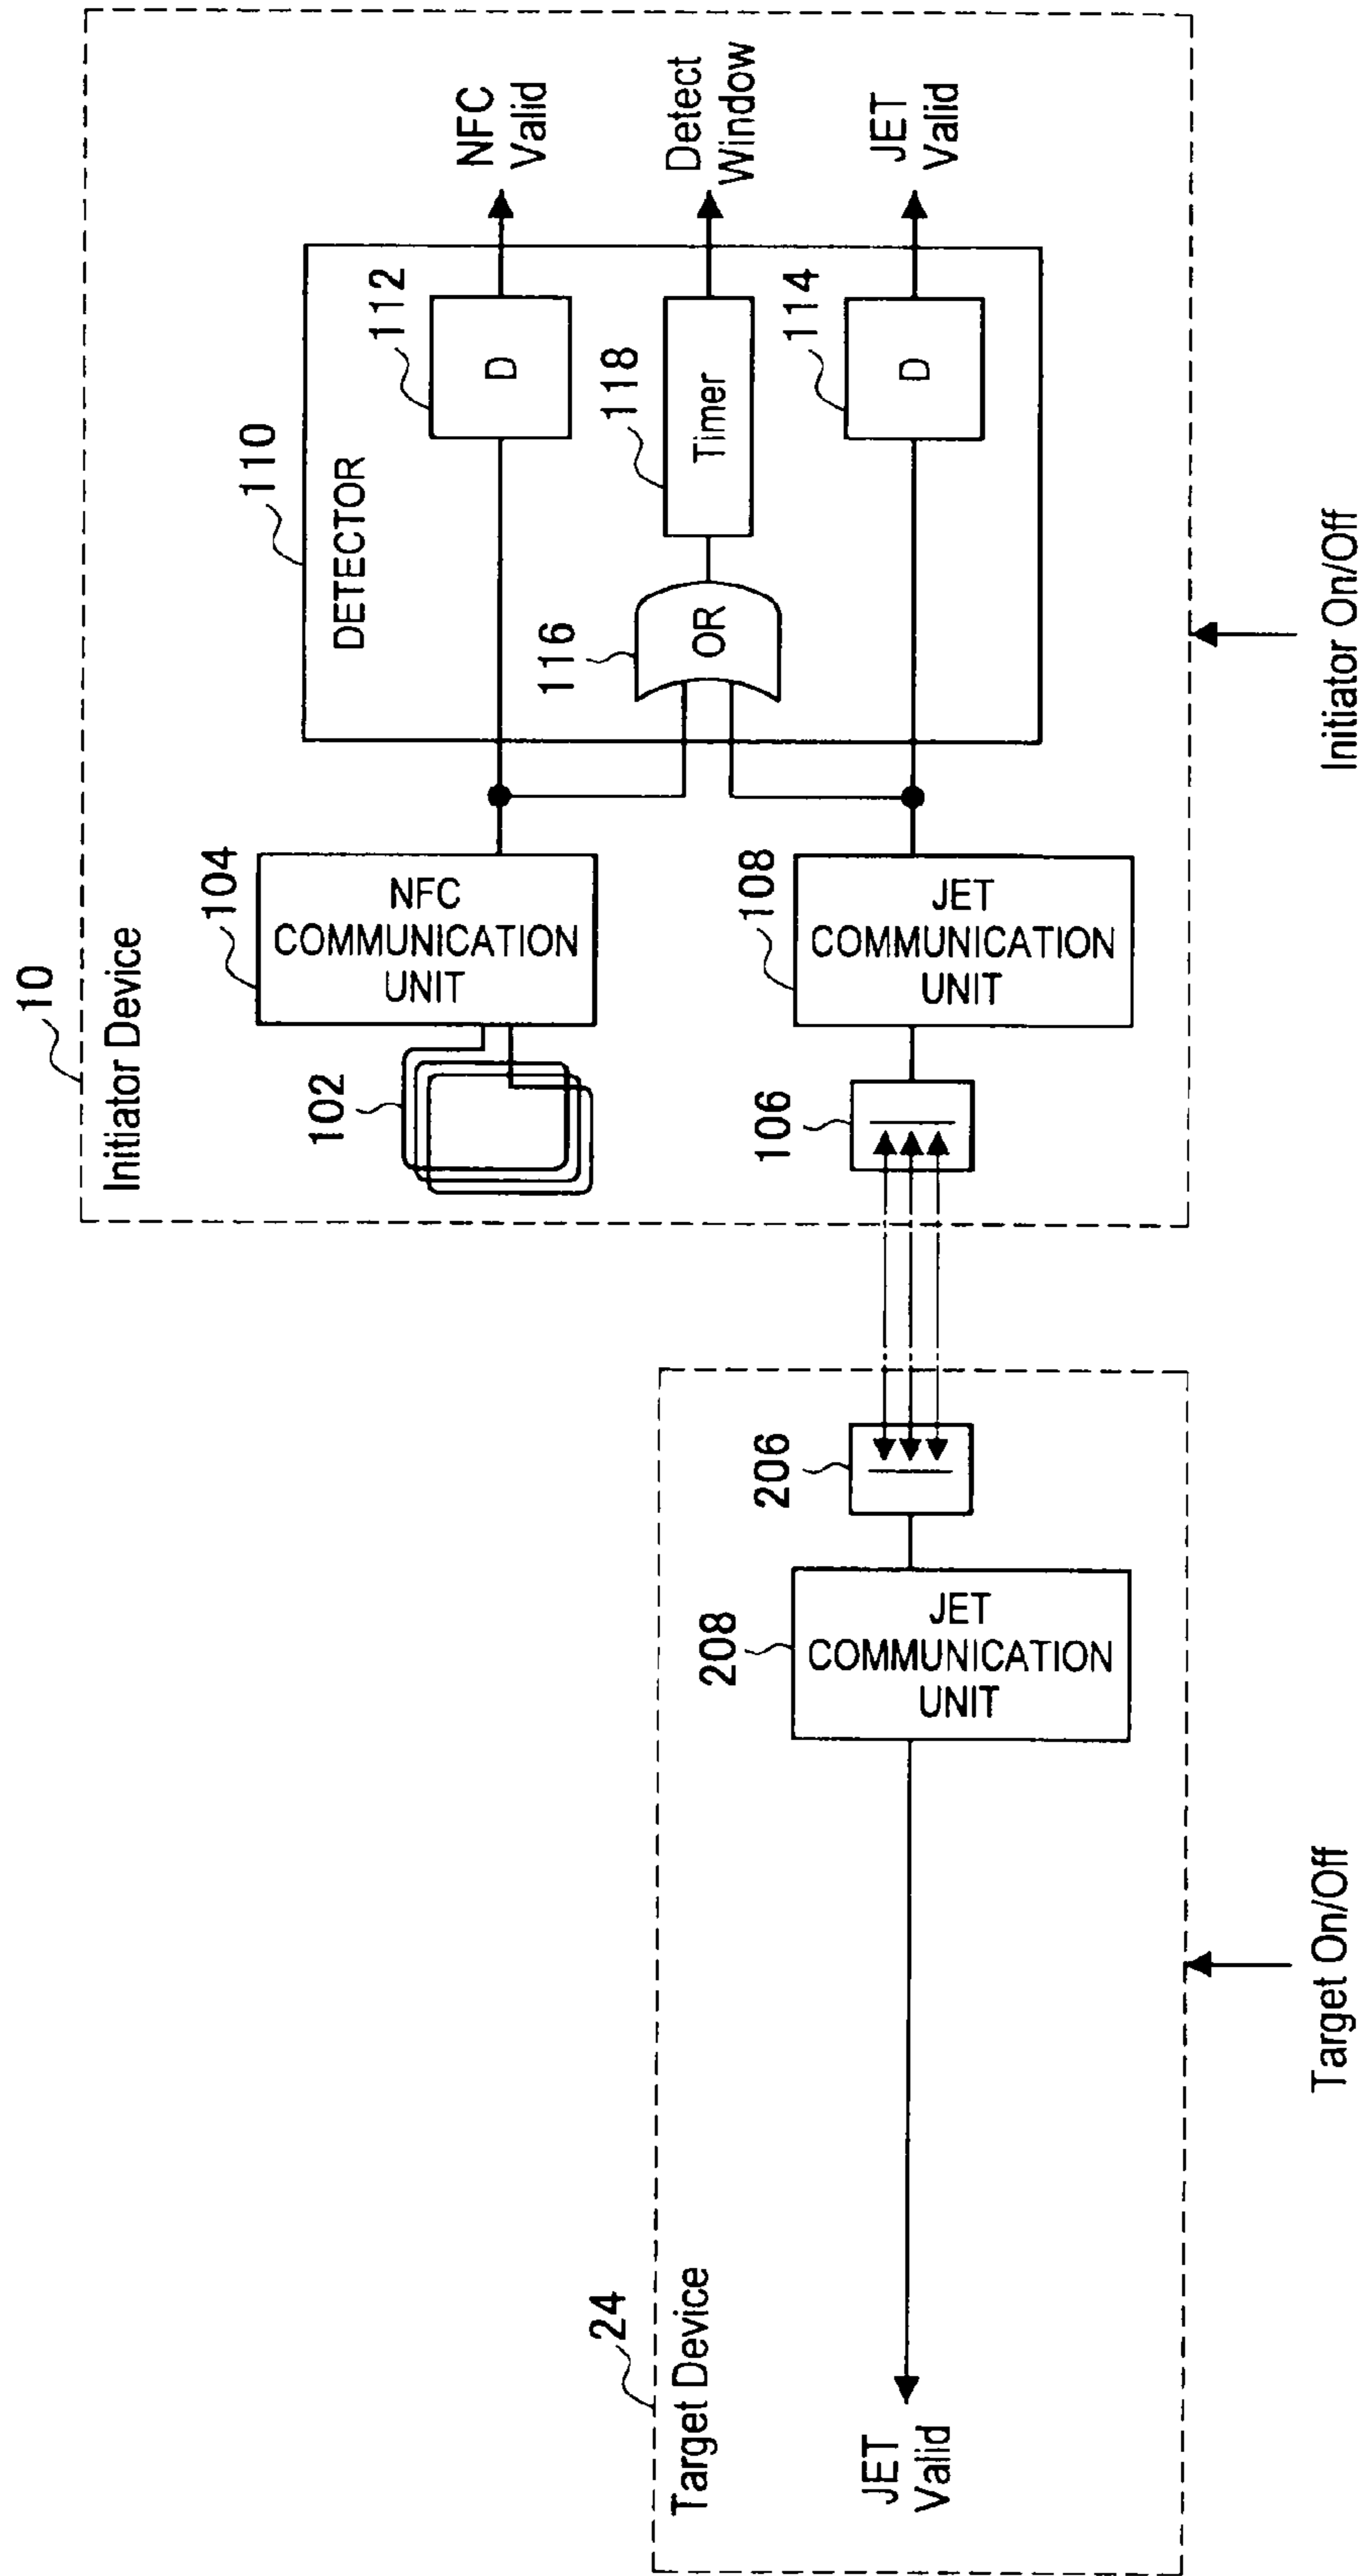 10
Initiator Device
102
104
NFC
COMMUNICATION
UNIT
110
DETECTOR
112
D
NFC
Valid
116
OR
118
Timer
Detect
Window
106
108
JET
COMMUNICATION
UNIT
114
D
JET
Valid
Initiator On/Off
24
Target Device
JET
Valid
208
JET
COMMUNICATION
UNIT
206
Target On/Off